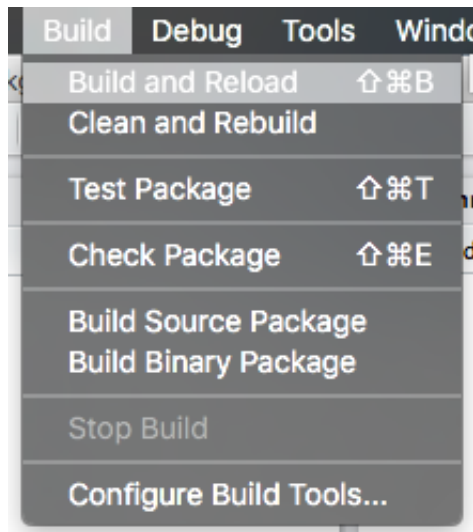 Build Debug Tools Windo
Build and Reload ⇧⌘B
Clean and Rebuild
Test Package ⇧⌘T
Check Package ⇧⌘E
Build Source Package
Build Binary Package
Stop Build
Configure Build Tools...